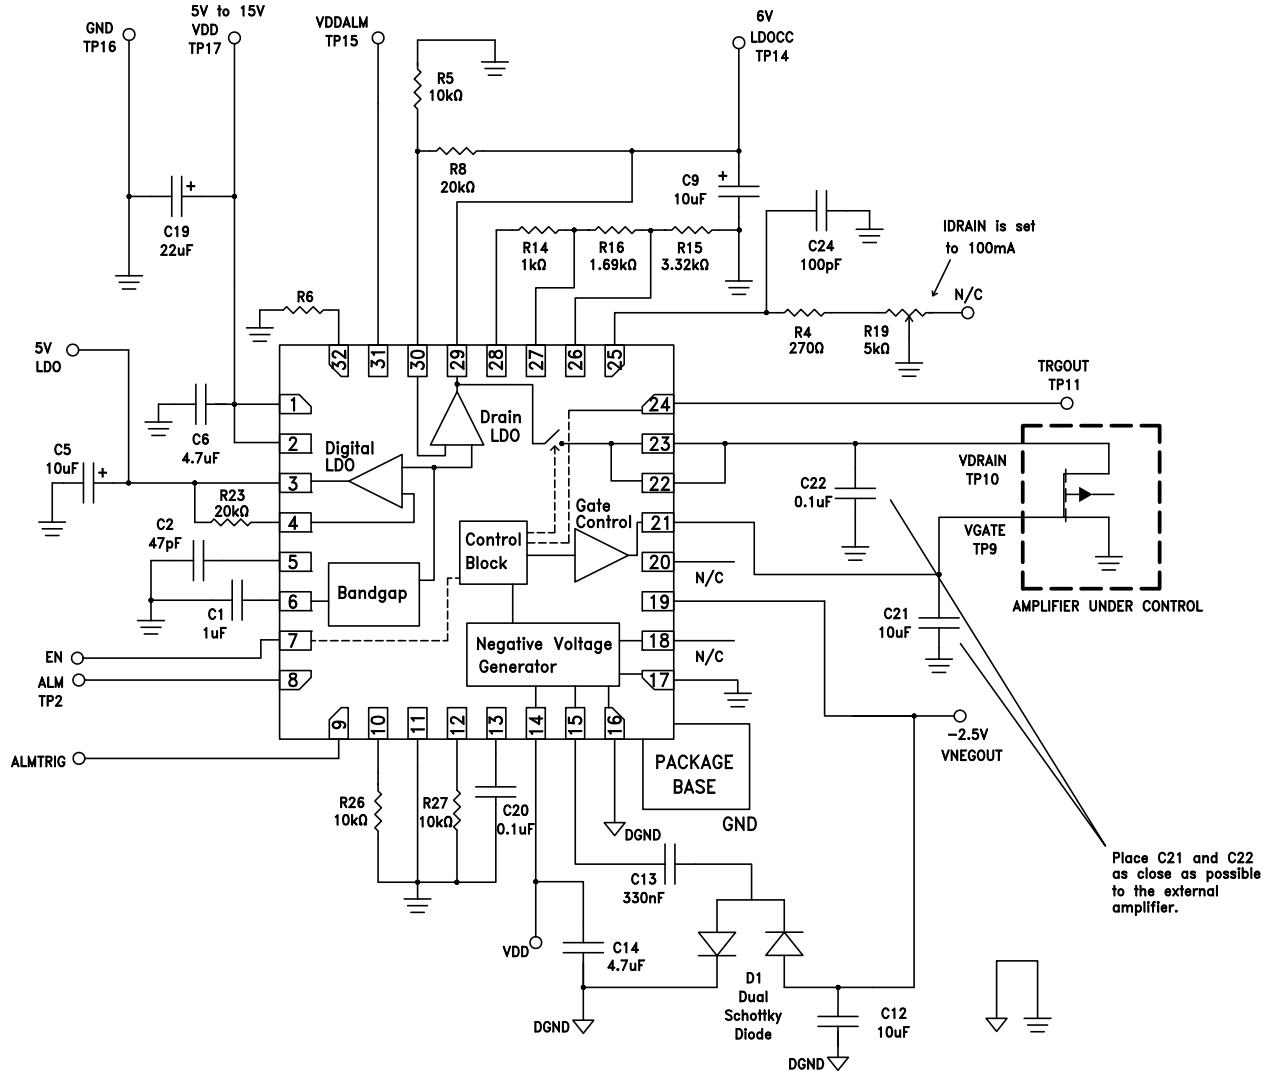 5V to 15V
GND
TP16
VDD
TP17
VDDALM
TP15
6V
LDOCC
TP14
R5
10kΩ
R8
20kΩ
C9
+
10uF
C19
+
22uF
R14
1kΩ
R16
1.69kΩ
R15
3.32kΩ
C24
100pF
IDRAIN is set
to 100mA
N/C
R6
R4
270Ω
R19
5kΩ
5V
LDO
32
31
30
29
28
27
26
25
TRGOUT
TP11
1
2
3
4
5
6
7
8
24
23
22
21
20
19
18
17
C6
4.7uF
C5
10uF
+
R23
20kΩ
C2
47pF
C1
1uF
Drain
LDO
Digital
LDO
Gate
Control
Control
Block
Bandgap
Negative Voltage
Generator
N/C
N/C
VDRAIN
TP10
C22
0.1uF
VGATE
TP9
AMPLIFIER UNDER CONTROL
C21
10uF
EN
ALM
TP2
ALMTRIG
9
10
11
12
13
14
15
16
-2.5V
VNEGOUT
PACKAGE
BASE
GND
R26
10kΩ
R27
10kΩ
C20
0.1uF
DGND
C13
330nF
Place C21 and C22
as close as possible
to the external
amplifier.
VDD
C14
4.7uF
D1
Dual
Schottky
Diode
DGND
C12
10uF
DGND